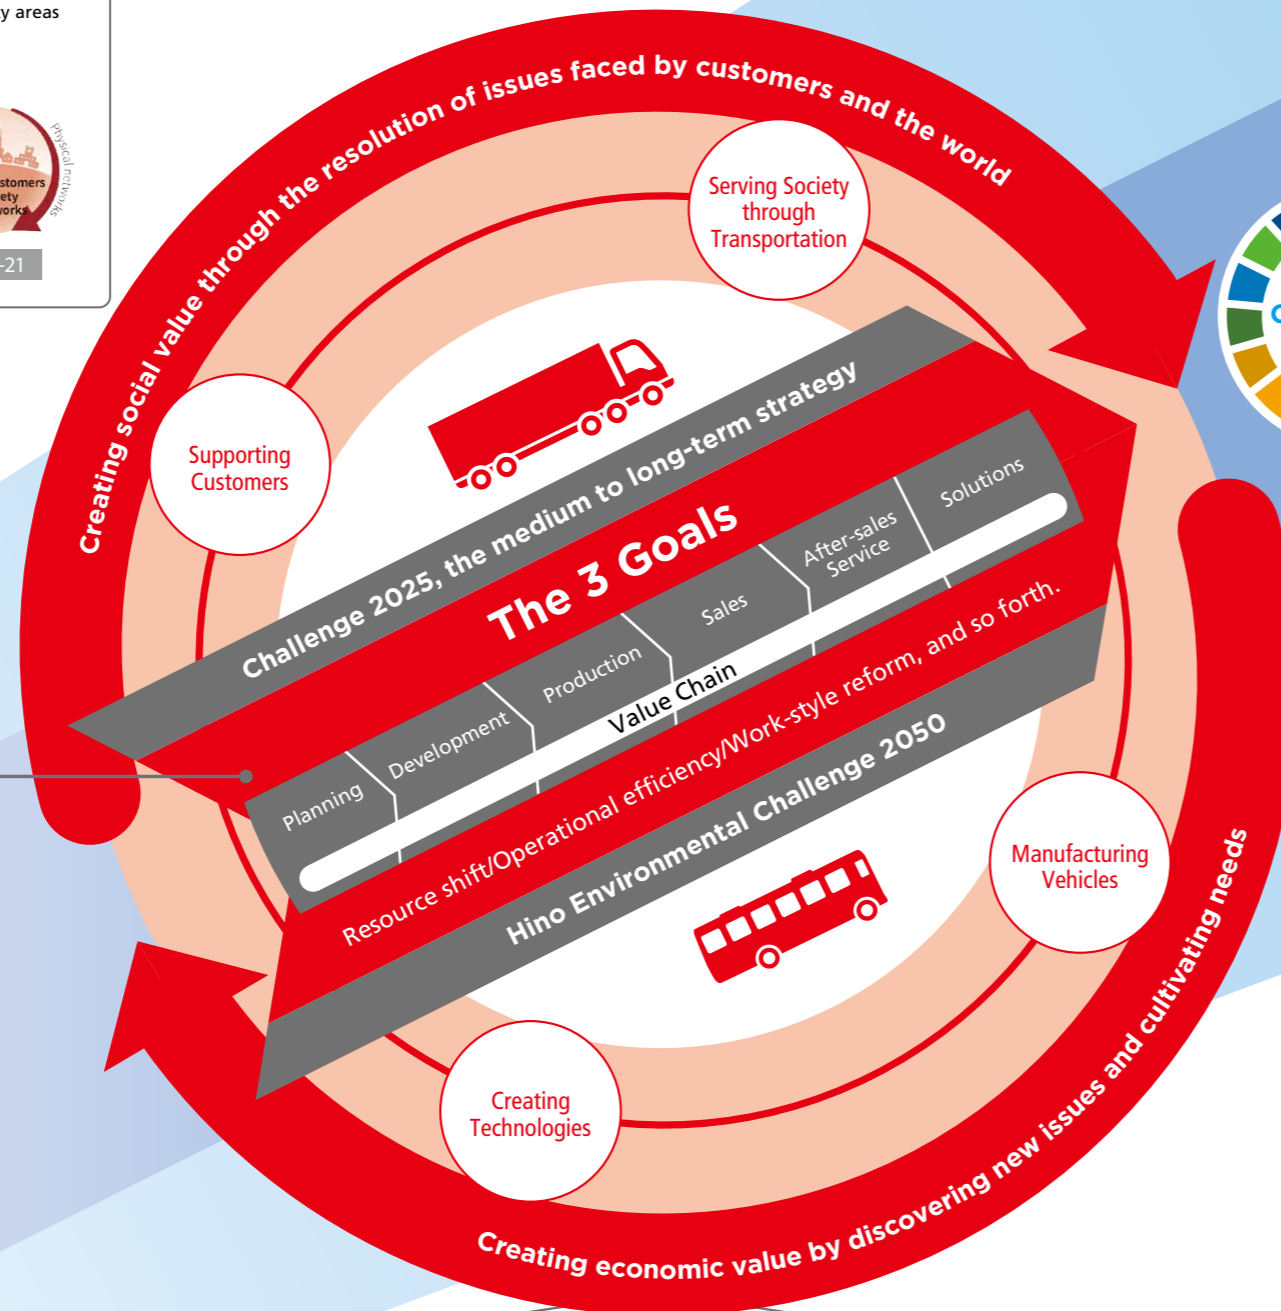 areas
Physical networks
-21
Creating social value through the resolution of issues faced by customers and the world
Serving Society
through
Transportation
Supporting
Customers
Challenge 2025, the medium to long-term strategy
The 3 Goals
Planning
Development
Production
Sales
After-sales
Service
Solutions
Value Chain
Resource shift/Operational efficiency/Work-style reform, and so forth.
Hino Environmental Challenge 2050
Manufacturing
Vehicles
Creating
Technologies
Creating economic value by discovering new issues and cultivating needs